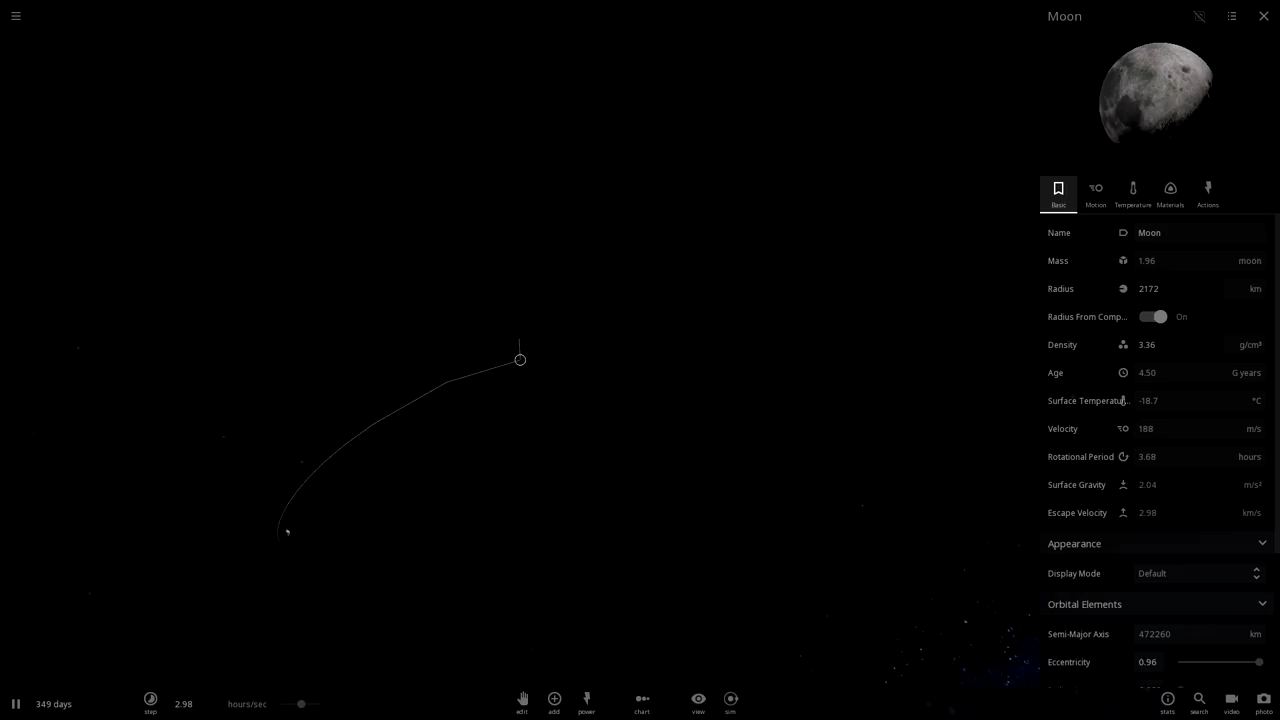 Moon
Basic Motion Temperature Materials Actions
Name Moon
Mass 1.96 moon
Radius 2172 km
Radius From Comp... On
Density 3.36 g/cm³
Age 4.50 G years
Surface Temperatu... -18.7 °C
Velocity 188 m/s
Rotational Period 3.68 hours
Surface Gravity 2.04 m/s²
Escape Velocity 2.98 km/s
Appearance
Display Mode Default
Orbital Elements
Semi-Major Axis 472260 km
Eccentricity 0.96
349 days step 2.98 hours/sec edit add power chart view sim stats search video photo